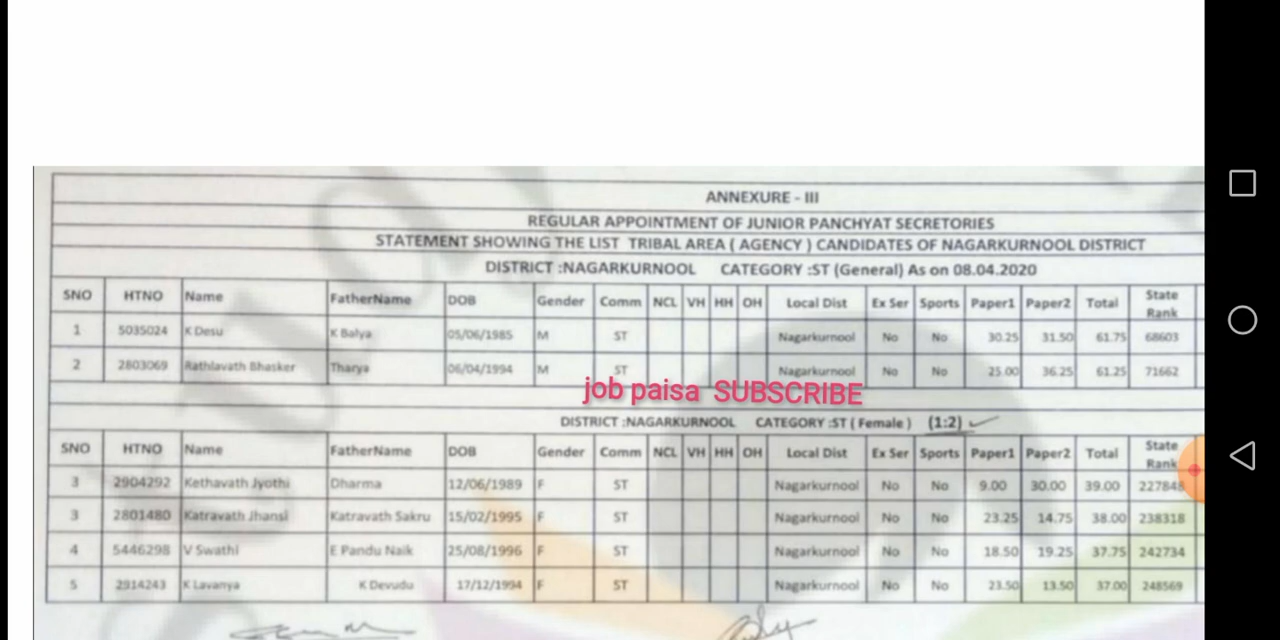 ANNEXURE - III
REGULAR APPOINTMENT OF JUNIOR PANCHYAT SECRETORIES
STATEMENT SHOWING THE LIST TRIBAL AREA ( AGENCY ) CANDIDATES OF NAGARKURNOOL DISTRICT
DISTRICT :NAGARKURNOOL CATEGORY :ST (General) As on 08.04.2020
SNO HTNO Name FatherName DOB Gender Comm NCL VH HH OH Local Dist Ex Ser Sports Paper1 Paper2 Total State Rank
1 5035024 K Desu K Balya 05/06/1985 M ST Nagarkurnool No No 30.25 31.50 61.75 68603
2 2803069 Rathlavath Bhasker Tharya 06/04/1994 M ST Nagarkurnool No No 25.00 36.25 61.25 71662
job paisa SUBSCRIBE
DISTRICT :NAGARKURNOOL CATEGORY :ST ( Female ) (1:2)
SNO HTNO Name FatherName DOB Gender Comm NCL VH HH OH Local Dist Ex Ser Sports Paper1 Paper2 Total State Rank
3 2904292 Kethavath Jyothi Dharma 12/06/1989 F ST Nagarkurnool No No 9.00 30.00 39.00 227848
3 2801480 Katravath Jhansi Katravath Sakru 15/02/1995 F ST Nagarkurnool No No 23.25 14.75 38.00 238318
4 5446298 V Swathi E Pandu Naik 25/08/1996 F ST Nagarkurnool No No 18.50 19.25 37.75 242734
5 2914243 K Lavanya K Devudu 17/12/1994 F ST Nagarkurnool No No 23.50 13.50 37.00 248569